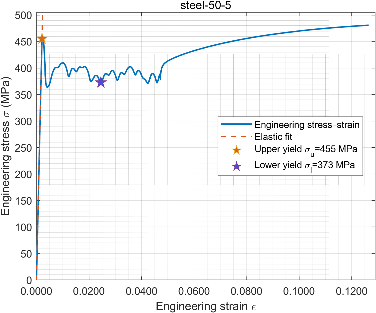 steel-50-5
500
450
400
350
300
250
200
150
100
50
0
Engineering stress σ (MPa)
Engineering stress strain
Elastic fit
Upper yield σu=455 MPa
Lower yield σl=373 MPa
0.0000 0.0200 0.0400 0.0600 0.0800 0.1000 0.1200
Engineering strain ϵ